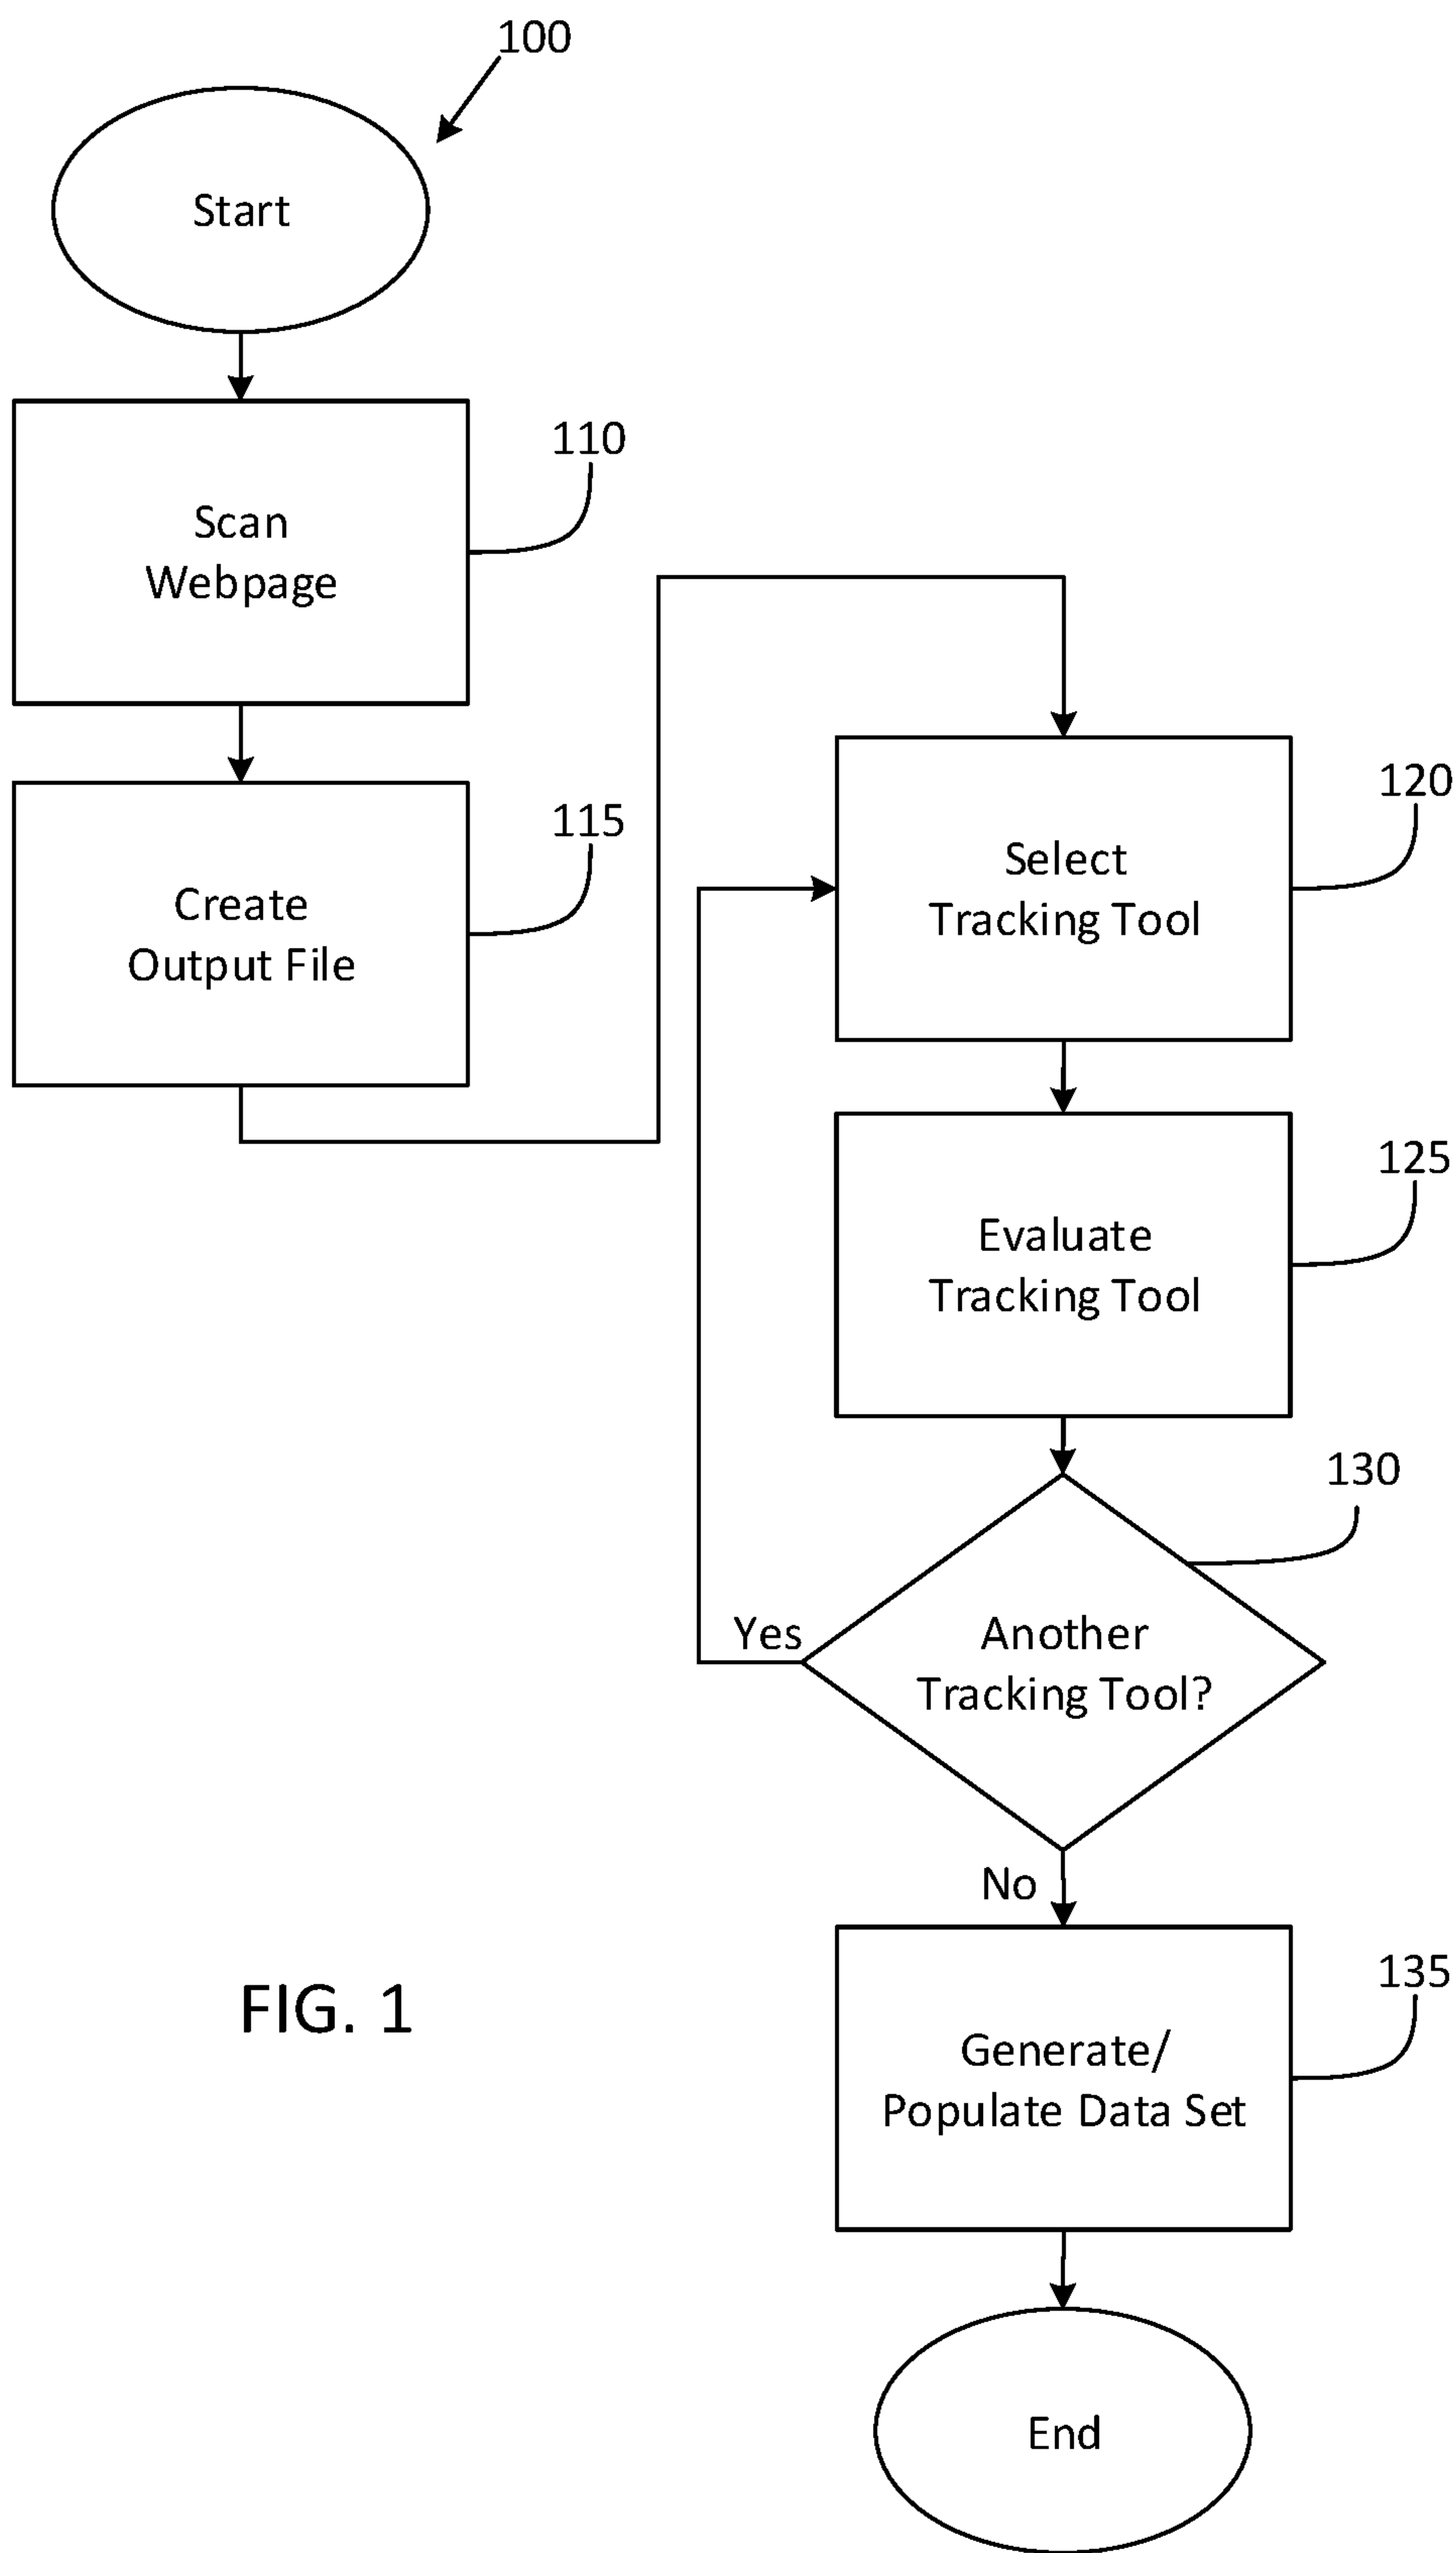 100
Start
110
Scan
Webpage
115
Create
Output File
120
Select
Tracking Tool
125
Evaluate
Tracking Tool
130
Yes
Another
Tracking Tool?
No
135
Generate/
Populate Data Set
FIG. 1
End